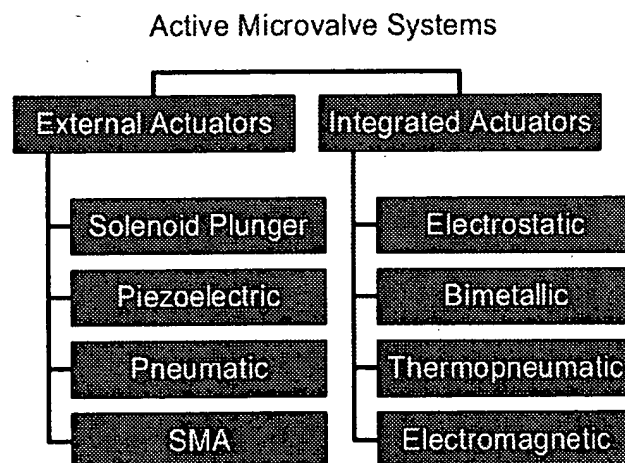 Active Microvalve Systems
External Actuators
Solenoid Plunger
Piezoelectric
Pneumatic
SMA
Integrated Actuators
Electrostatic
Bimetallic
Thermopneumatic
Electromagnetic